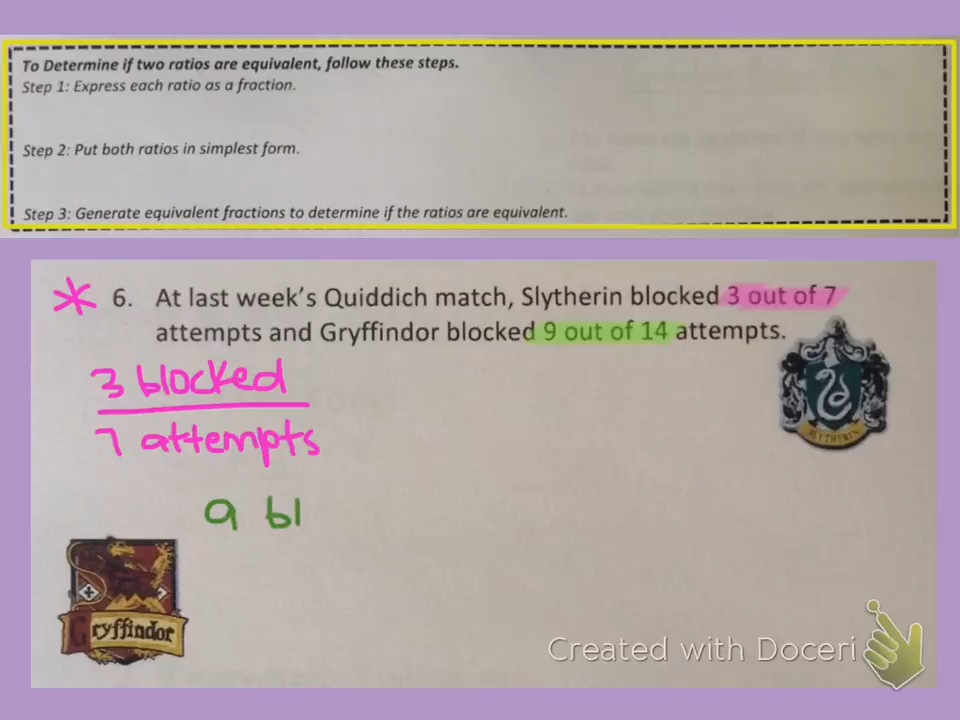 To Determine if two ratios are equivalent, follow these steps.
Step 1: Express each ratio as a fraction.
Step 2: Put both ratios in simplest form.
Step 3: Generate equivalent fractions to determine if the ratios are equivalent.
* 6. At last week's Quiddich match, Slytherin blocked 3 out of 7
attempts and Gryffindor blocked 9 out of 14 attempts.
3 blocked
7 attempts
9 bl
SLYTHERIN
Gryffindor
Created with Doceri